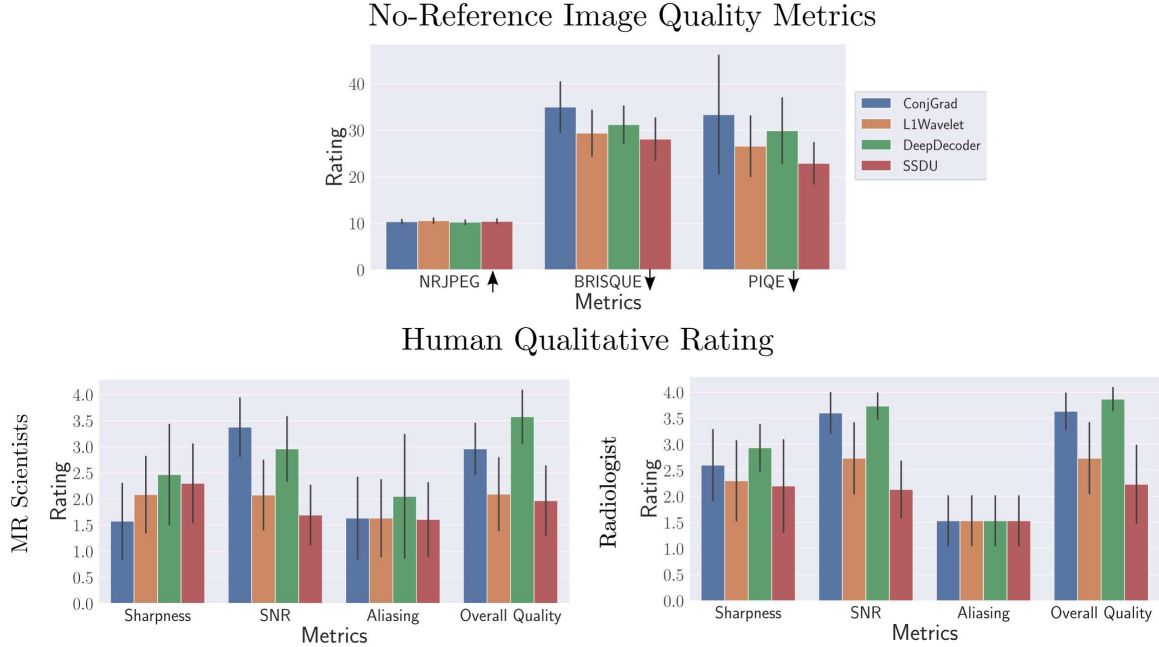 No-Reference Image Quality Metrics
Rating
40
30
20
10
0
NRJPEG BRISQUE PIQE
Metrics
ConjGrad
L1Wavelet
DeepDecoder
SSDU
Human Qualitative Rating
MR Scientists
Rating
4.0
3.5
3.0
2.5
2.0
1.5
1.0
0.5
0.0
Sharpness SNR Aliasing Overall Quality
Metrics
Radiologist
Rating
4.0
3.5
3.0
2.5
2.0
1.5
1.0
0.5
0.0
Sharpness SNR Aliasing Overall Quality
Metrics